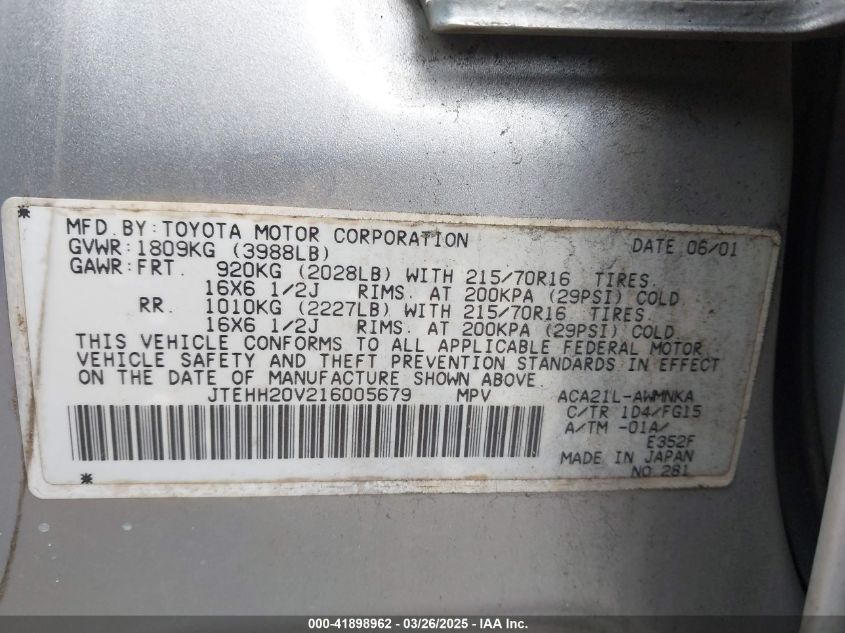 MFD. BY: TOYOTA MOTOR CORPORATION DATE 06/01
GVWR: 1809KG (3988LB)
GAWR: FRT. 920KG (2028LB) WITH 215/70R16 TIRES.
16X6 1/2J RIMS. AT 200KPA (29PSI) COLD
RR. 1010KG (2227LB) WITH 215/70R16 TIRES.
16X6 1/2J RIMS. AT 200KPA (29PSI) COLD
THIS VEHICLE CONFORMS TO ALL APPLICABLE FEDERAL MOTOR
VEHICLE SAFETY AND THEFT PREVENTION STANDARDS IN EFFECT
ON THE DATE OF MANUFACTURE SHOWN ABOVE.
JTEHH20V216005679 MPV ACA21L-AWMNKA
C/TR 1D4/FG15
A/TM -01A/
E352F
MADE IN JAPAN
NO 281
000-41898962 - 03/26/2025 - IAA Inc.